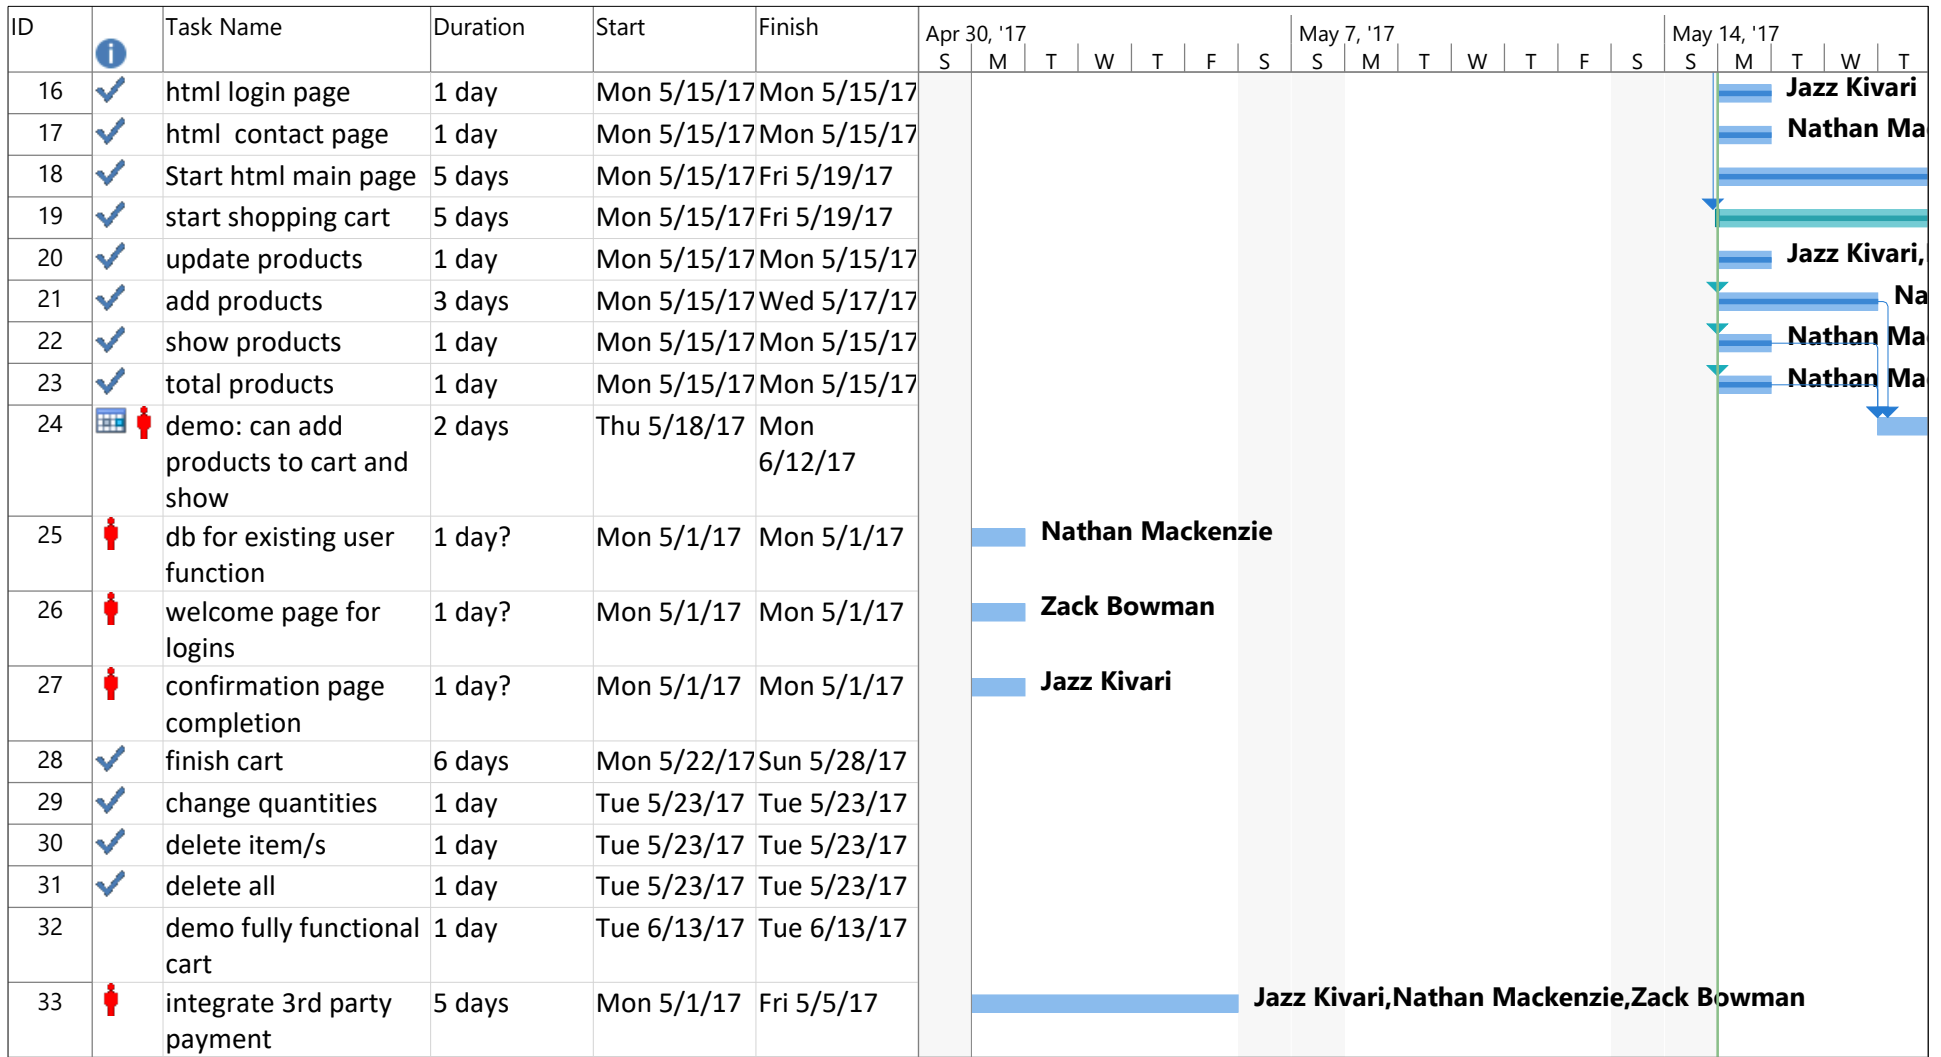 ID Task Name Duration Start Finish Apr 30, '17 May 7, '17 May 14, '17
S M T W T F S S M T W T F S S M T W T
16 html login page 1 day Mon 5/15/17 Mon 5/15/17 Jazz Kivari
17 html contact page 1 day Mon 5/15/17 Mon 5/15/17 Nathan Ma
18 Start html main page 5 days Mon 5/15/17 Fri 5/19/17
19 start shopping cart 5 days Mon 5/15/17 Fri 5/19/17
20 update products 1 day Mon 5/15/17 Mon 5/15/17 Jazz Kivari,
21 add products 3 days Mon 5/15/17 Wed 5/17/17 Na
22 show products 1 day Mon 5/15/17 Mon 5/15/17 Nathan Ma
23 total products 1 day Mon 5/15/17 Mon 5/15/17 Nathan Ma
24 demo: can add 2 days Thu 5/18/17 Mon
products to cart and 6/12/17
show
25 db for existing user 1 day? Mon 5/1/17 Mon 5/1/17 Nathan Mackenzie
function
26 welcome page for 1 day? Mon 5/1/17 Mon 5/1/17 Zack Bowman
logins
27 confirmation page 1 day? Mon 5/1/17 Mon 5/1/17 Jazz Kivari
completion
28 finish cart 6 days Mon 5/22/17 Sun 5/28/17
29 change quantities 1 day Tue 5/23/17 Tue 5/23/17
30 delete item/s 1 day Tue 5/23/17 Tue 5/23/17
31 delete all 1 day Tue 5/23/17 Tue 5/23/17
32 demo fully functional 1 day Tue 6/13/17 Tue 6/13/17
cart
33 integrate 3rd party 5 days Mon 5/1/17 Fri 5/5/17 Jazz Kivari,Nathan Mackenzie,Zack Bowman
payment